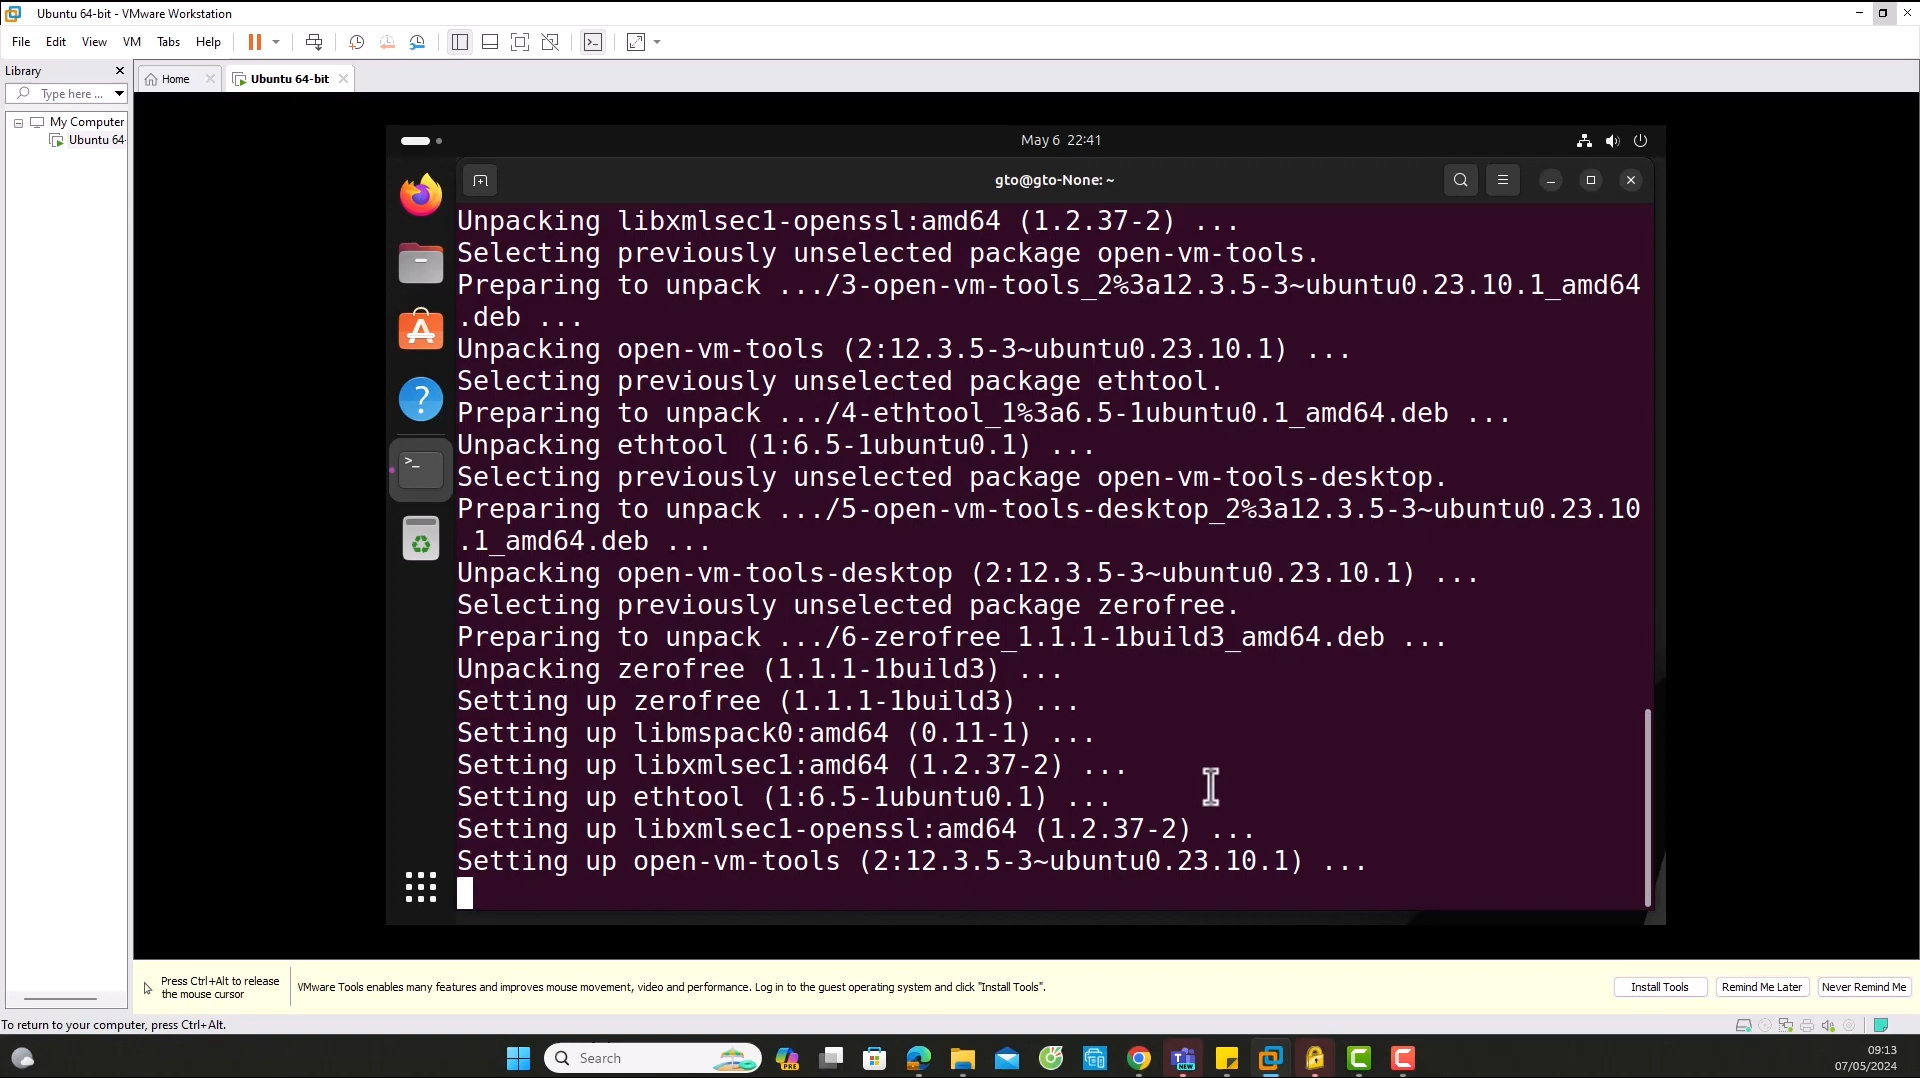 Ubuntu 64-bit - VMware Workstation
File Edit View VM Tabs Help
Library
Home
Ubuntu 64-bit
Type here ...
My Computer
Ubuntu 64-
May 6 22:41
gto@gto-None: ~
Unpacking libxmlsec1-openssl:amd64 (1.2.37-2) ...
Selecting previously unselected package open-vm-tools.
Preparing to unpack .../3-open-vm-tools_2%3a12.3.5-3~ubuntu0.23.10.1_amd64
.deb ...
Unpacking open-vm-tools (2:12.3.5-3~ubuntu0.23.10.1) ...
Selecting previously unselected package ethtool.
Preparing to unpack .../4-ethtool_1%3a6.5-1ubuntu0.1_amd64.deb ...
Unpacking ethtool (1:6.5-1ubuntu0.1) ...
Selecting previously unselected package open-vm-tools-desktop.
Preparing to unpack .../5-open-vm-tools-desktop_2%3a12.3.5-3~ubuntu0.23.10
.1_amd64.deb ...
Unpacking open-vm-tools-desktop (2:12.3.5-3~ubuntu0.23.10.1) ...
Selecting previously unselected package zerofree.
Preparing to unpack .../6-zerofree_1.1.1-1build3_amd64.deb ...
Unpacking zerofree (1.1.1-1build3) ...
Setting up zerofree (1.1.1-1build3) ...
Setting up libmspack0:amd64 (0.11-1) ...
Setting up libxmlsec1:amd64 (1.2.37-2) ...
Setting up ethtool (1:6.5-1ubuntu0.1) ...
Setting up libxmlsec1-openssl:amd64 (1.2.37-2) ...
Setting up open-vm-tools (2:12.3.5-3~ubuntu0.23.10.1) ...
Press Ctrl+Alt to release
the mouse cursor
VMware Tools enables many features and improves mouse movement, video and performance. Log in to the guest operating system and click "Install Tools".
Install Tools
Remind Me Later
Never Remind Me
To return to your computer, press Ctrl+Alt.
Search
PRE
NEW
09:13
07/05/2024